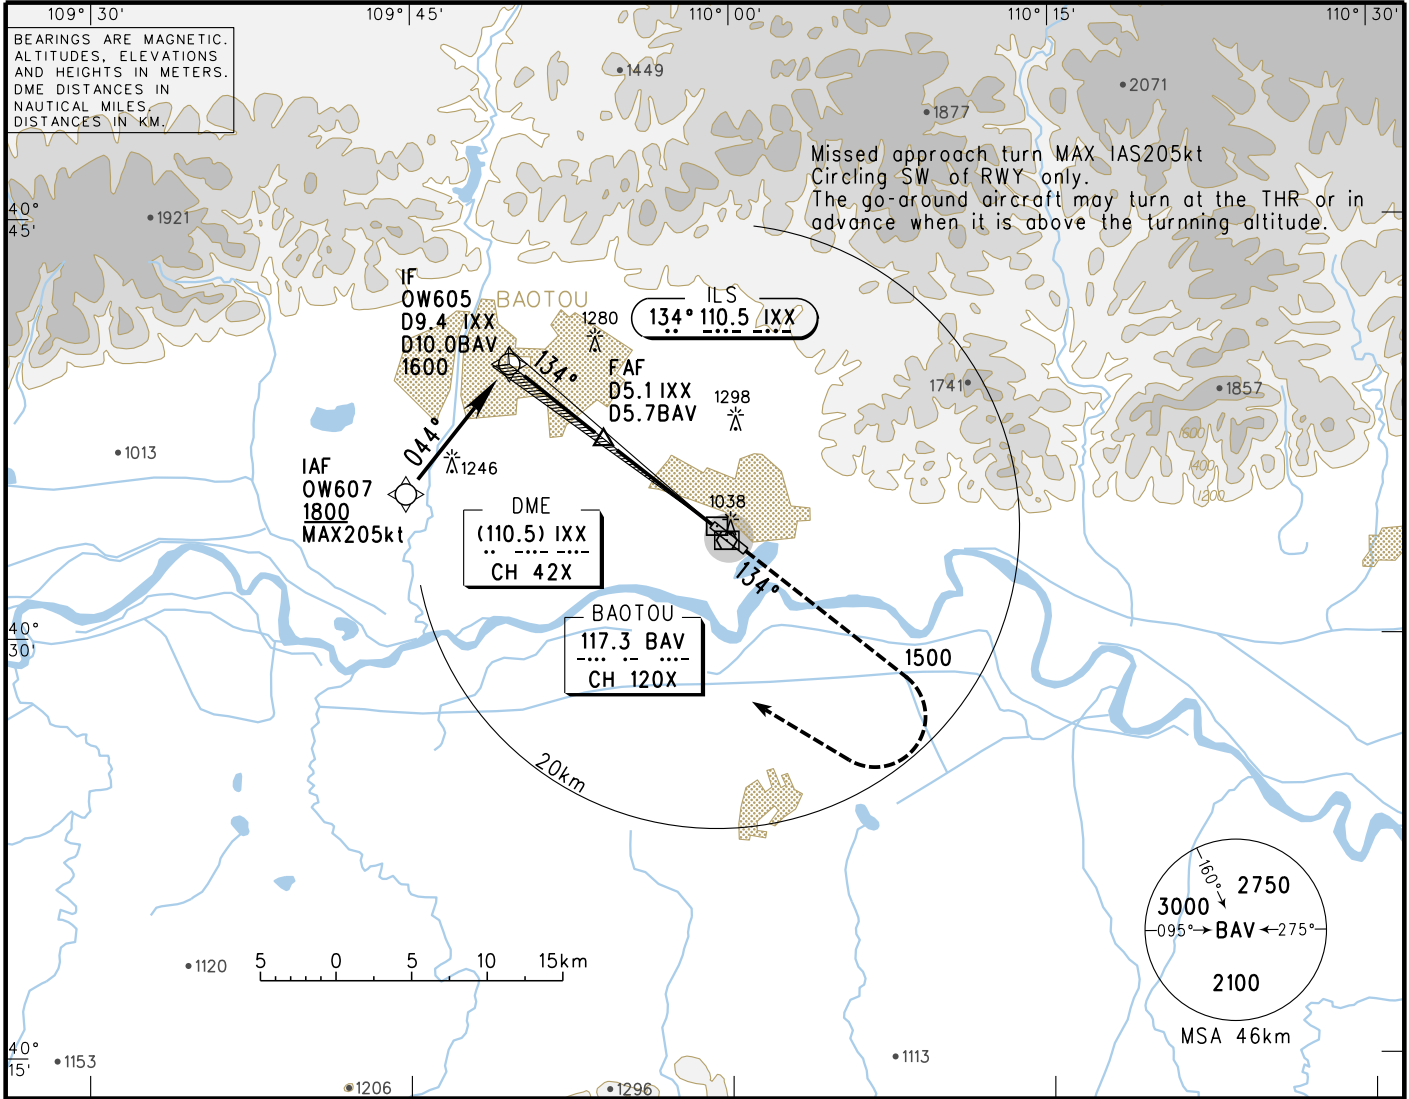 109° 30'
109° 45'
110° 00'
110° 15'
110° 30'
BEARINGS ARE MAGNETIC.
ALTITUDES, ELEVATIONS
AND HEIGHTS IN METERS.
DME DISTANCES IN
NAUTICAL MILES.
DISTANCES IN KM.
1449
2071
1877
Missed approach turn MAX IAS205kt
Circling SW of RWY only.
The go-around aircraft may turn at the THR or in
advance when it is above the turnning altitude.
40°
45'
1921
IF
OW605
D9.4 IXX
D10.0BAV
1600
BAOTOU
1280
ILS
134° 110.5 IXX
134°
FAF
D5.1 IXX
D5.7BAV
1298
1741
1857
1600
1400
1200
1013
044°
1246
IAF
OW607
1800
MAX205kt
DME
(110.5) IXX
CH 42X
1038
134°
BAOTOU
117.3 BAV
CH 120X
40°
30'
1500
20km
160°
2750
3000
095°
BAV
275°
2100
MSA 46km
1120
5 0 5 10 15km
40°
15'
1153
1206
1296
1113